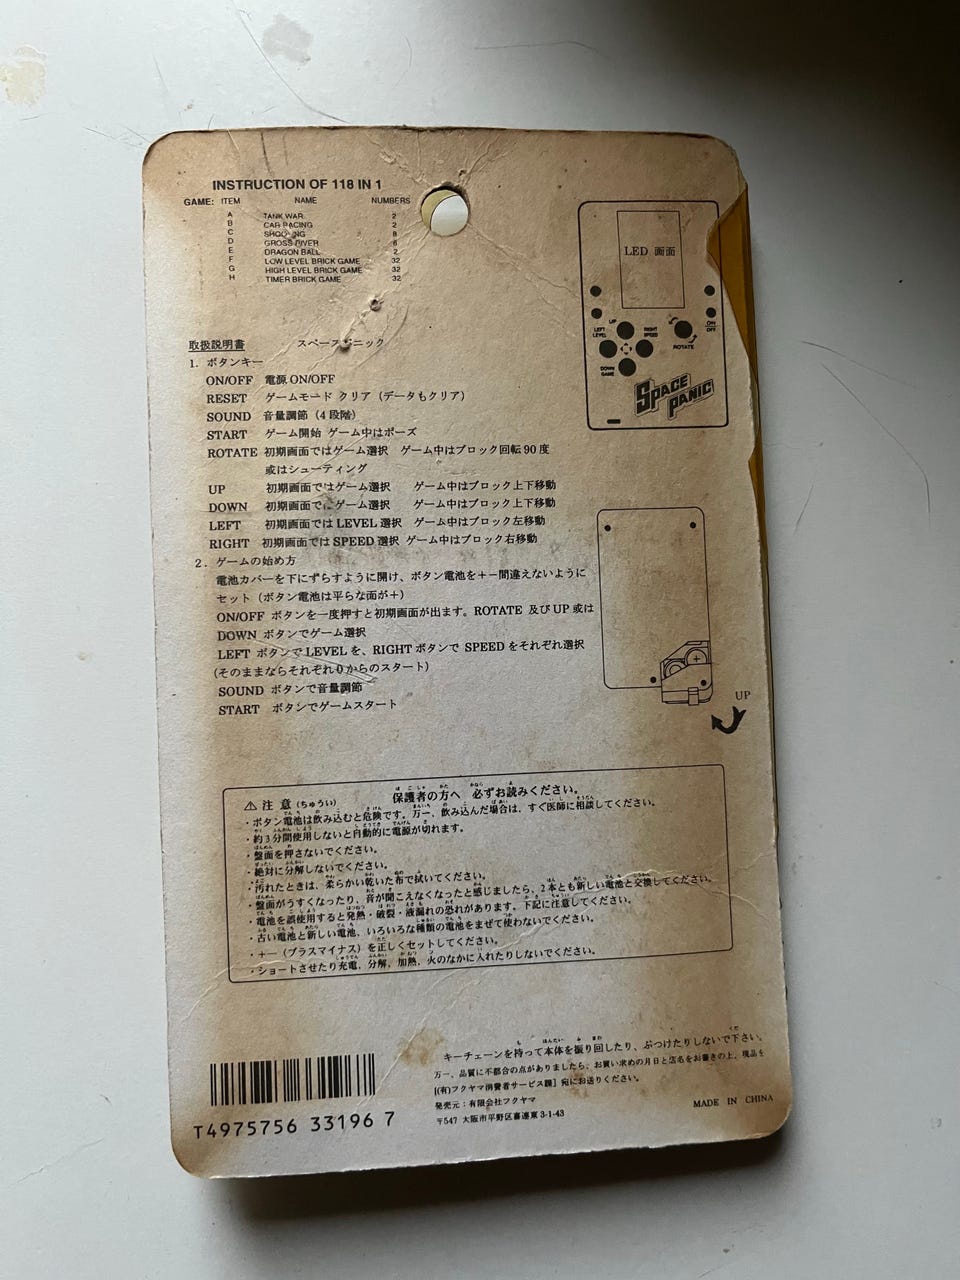 INSTRUCTION OF 118 IN 1
GAME: ITEM NAME NUMBERS
A TANK WAR 2
B CAR RACING 2
C SHOOTING 8
D GROSS RIVER 6
E DRAGON BALL 2
F LOW LEVEL BRICK GAME 32
G HIGH LEVEL BRICK GAME 32
H TIMER BRICK GAME 32
LED 画面
UP
LEFT LEVEL
RIGHT SPEED
DOWN GAME
ROTATE
ON OFF
SPACE PANIC
取扱説明書 スペースパニック
1. ボタンキー
ON/OFF 電源 ON/OFF
RESET ゲームモード クリア(データもクリア)
SOUND 音量調節(4段階)
START ゲーム開始 ゲーム中はポーズ
ROTATE 初期画面ではゲーム選択 ゲーム中はブロック回転90度
或はシューティング
UP 初期画面ではゲーム選択 ゲーム中はブロック上下移動
DOWN 初期画面ではゲーム選択 ゲーム中はブロック上下移動
LEFT 初期画面では LEVEL 選択 ゲーム中はブロック左移動
RIGHT 初期画面では SPEED 選択 ゲーム中はブロック右移動
2. ゲームの始め方
電池カバーを下にずらすように開け、ボタン電池を+-間違えないように
セット(ボタン電池は平らな面が+)
ON/OFF ボタンを一度押すと初期画面が出ます。ROTATE 及び UP 或は
DOWN ボタンでゲーム選択
LEFT ボタンで LEVEL を、RIGHT ボタンで SPEED をそれぞれ選択
(そのままならそれぞれ0からのスタート)
SOUND ボタンで音量調節
START ボタンでゲームスタート
UP
⚠注意(ちゅうい) 保護者の方へ 必ずお読みください。
・ボタン電池は飲み込むと危険です。万一、飲み込んだ場合は、すぐ医師に相談してください。
・約3分間使用しないと自動的に電源が切れます。
・盤面を押さないでください。
・絶対に分解しないでください。
・汚れたときは、柔らかい乾いた布で拭いてください。
・盤面がうすくなったり、音が聞こえなくなったと感じましたら、2本とも新しい電池と交換してください。
・電池を誤使用すると発熱・破裂・液漏れの恐れがあります。下記に注意してください。
・古い電池と新しい電池、いろいろな種類の電池をまぜて使わないでください。
・+-(プラスマイナス)を正しくセットしてください。
・ショートさせたり充電、分解、加熱、火のなかに入れたりしないでください。
キーチェーンを持って本体を振り回したり、ぶつけたりしないで下さい。
万一、品質に不都合の点がありましたら、お買い求めの月日と店名をお書きの上、現品を
[(有)フクヤマ消費者サービス課]宛にお送りください。
発売元:有限会社フクヤマ
〒547 大阪市平野区喜連東3-1-43
MADE IN CHINA
T4975756 33196 7